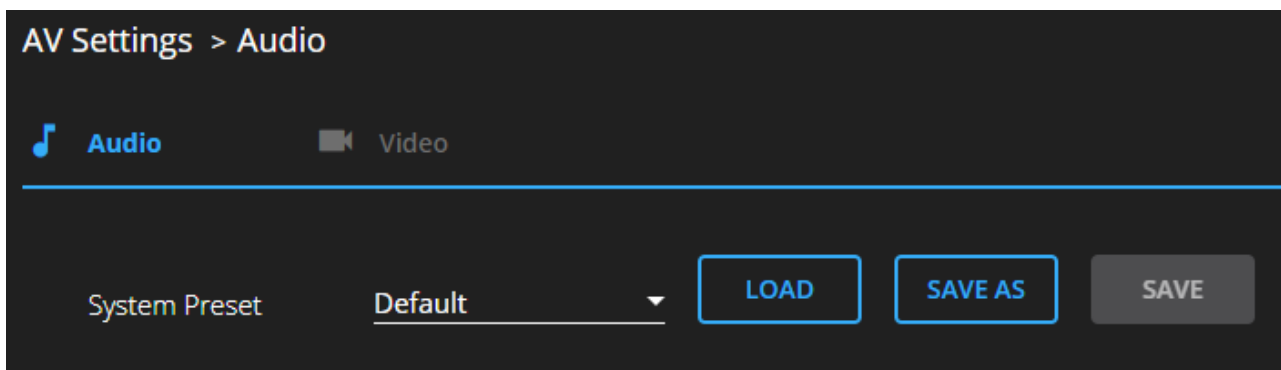 AV Settings > Audio
Audio Video
System Preset Default LOAD SAVE AS SAVE